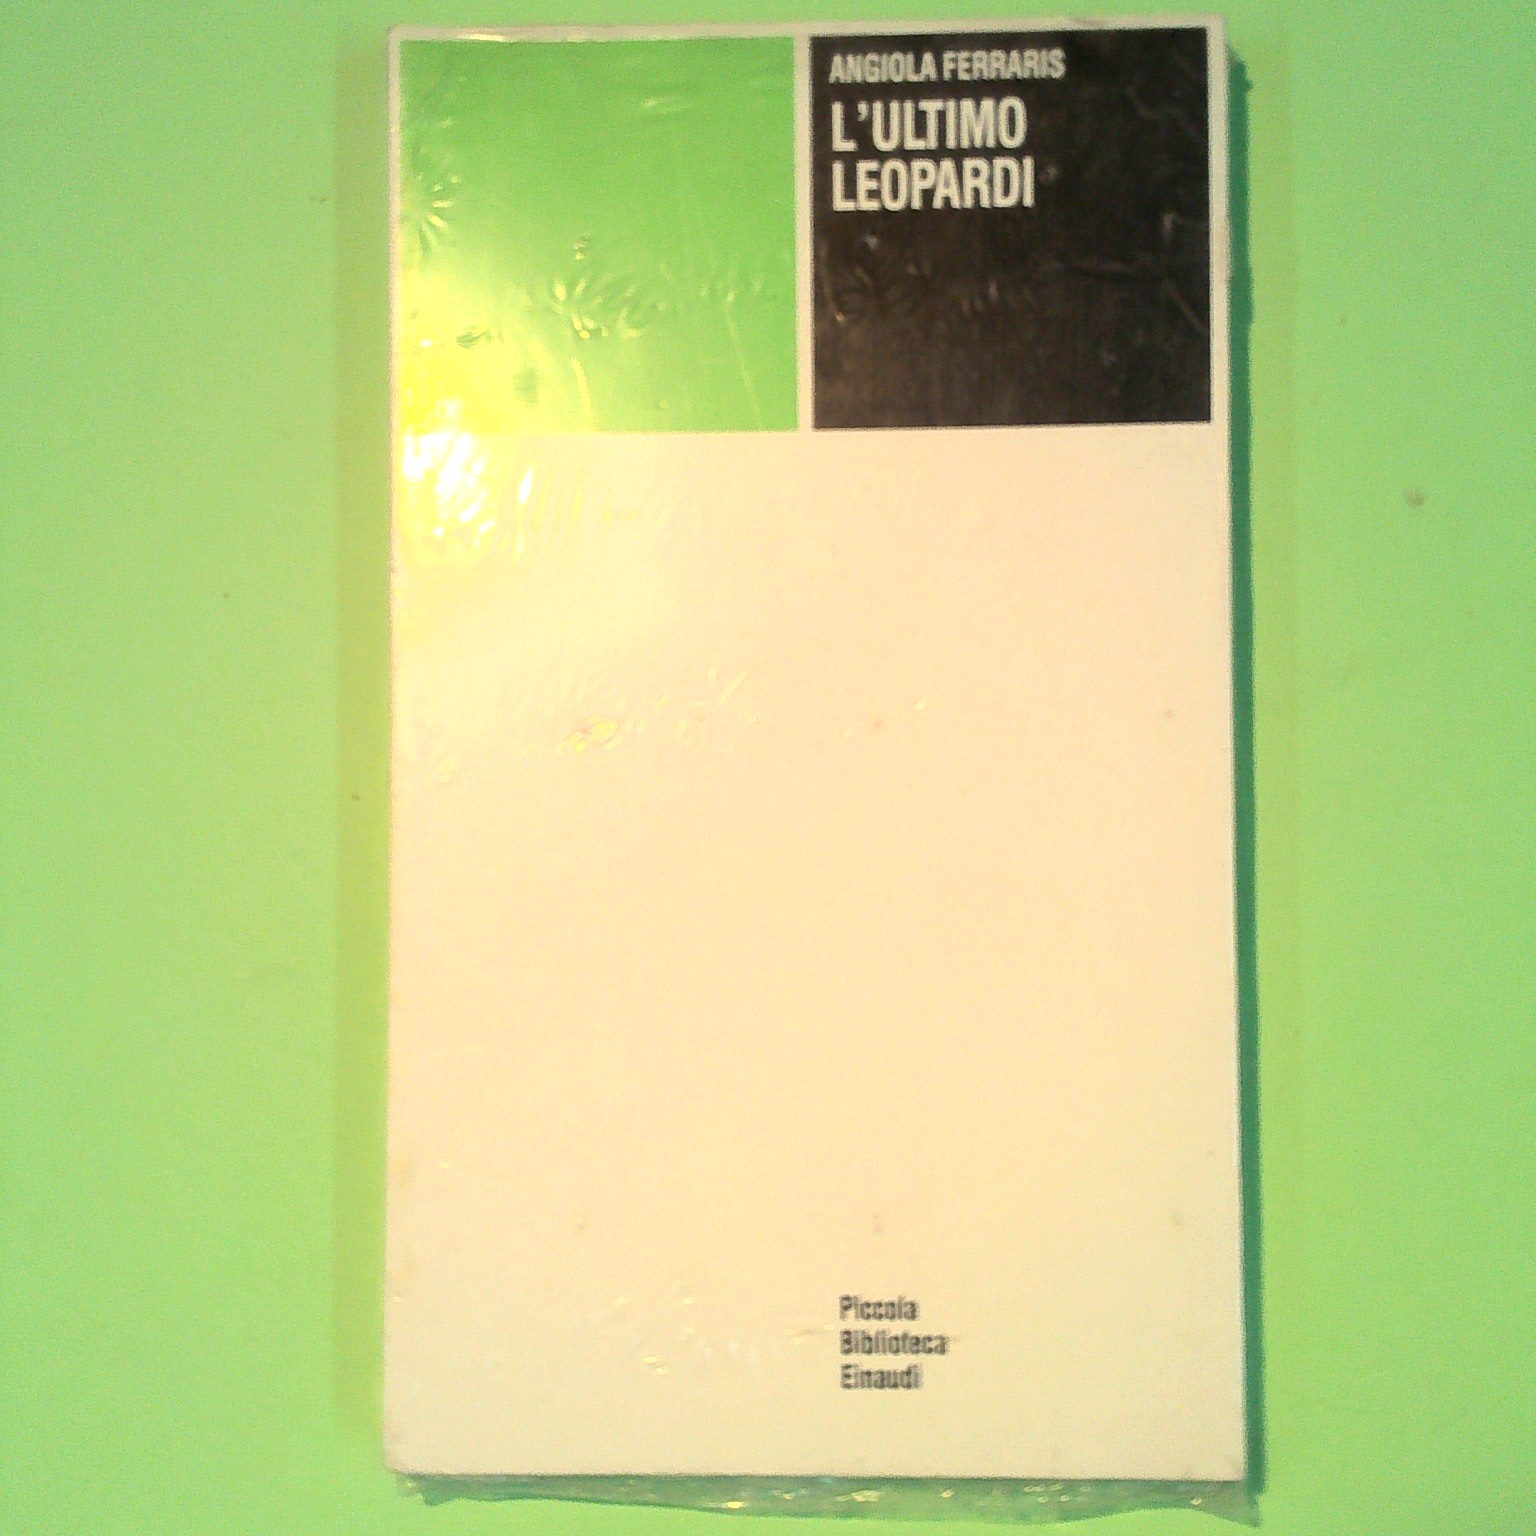 ANGIOLA FERRARIS
L'ULTIMO
LEOPARDI
Piccola
Biblioteca
Einaudi